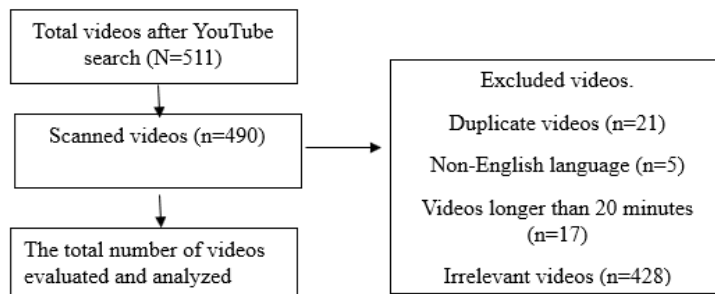 Total videos after YouTube
search (N=511)
Scanned videos (n=490)
The total number of videos
evaluated and analyzed
Excluded videos.
Duplicate videos (n=21)
Non-English language (n=5)
Videos longer than 20 minutes
(n=17)
Irrelevant videos (n=428)